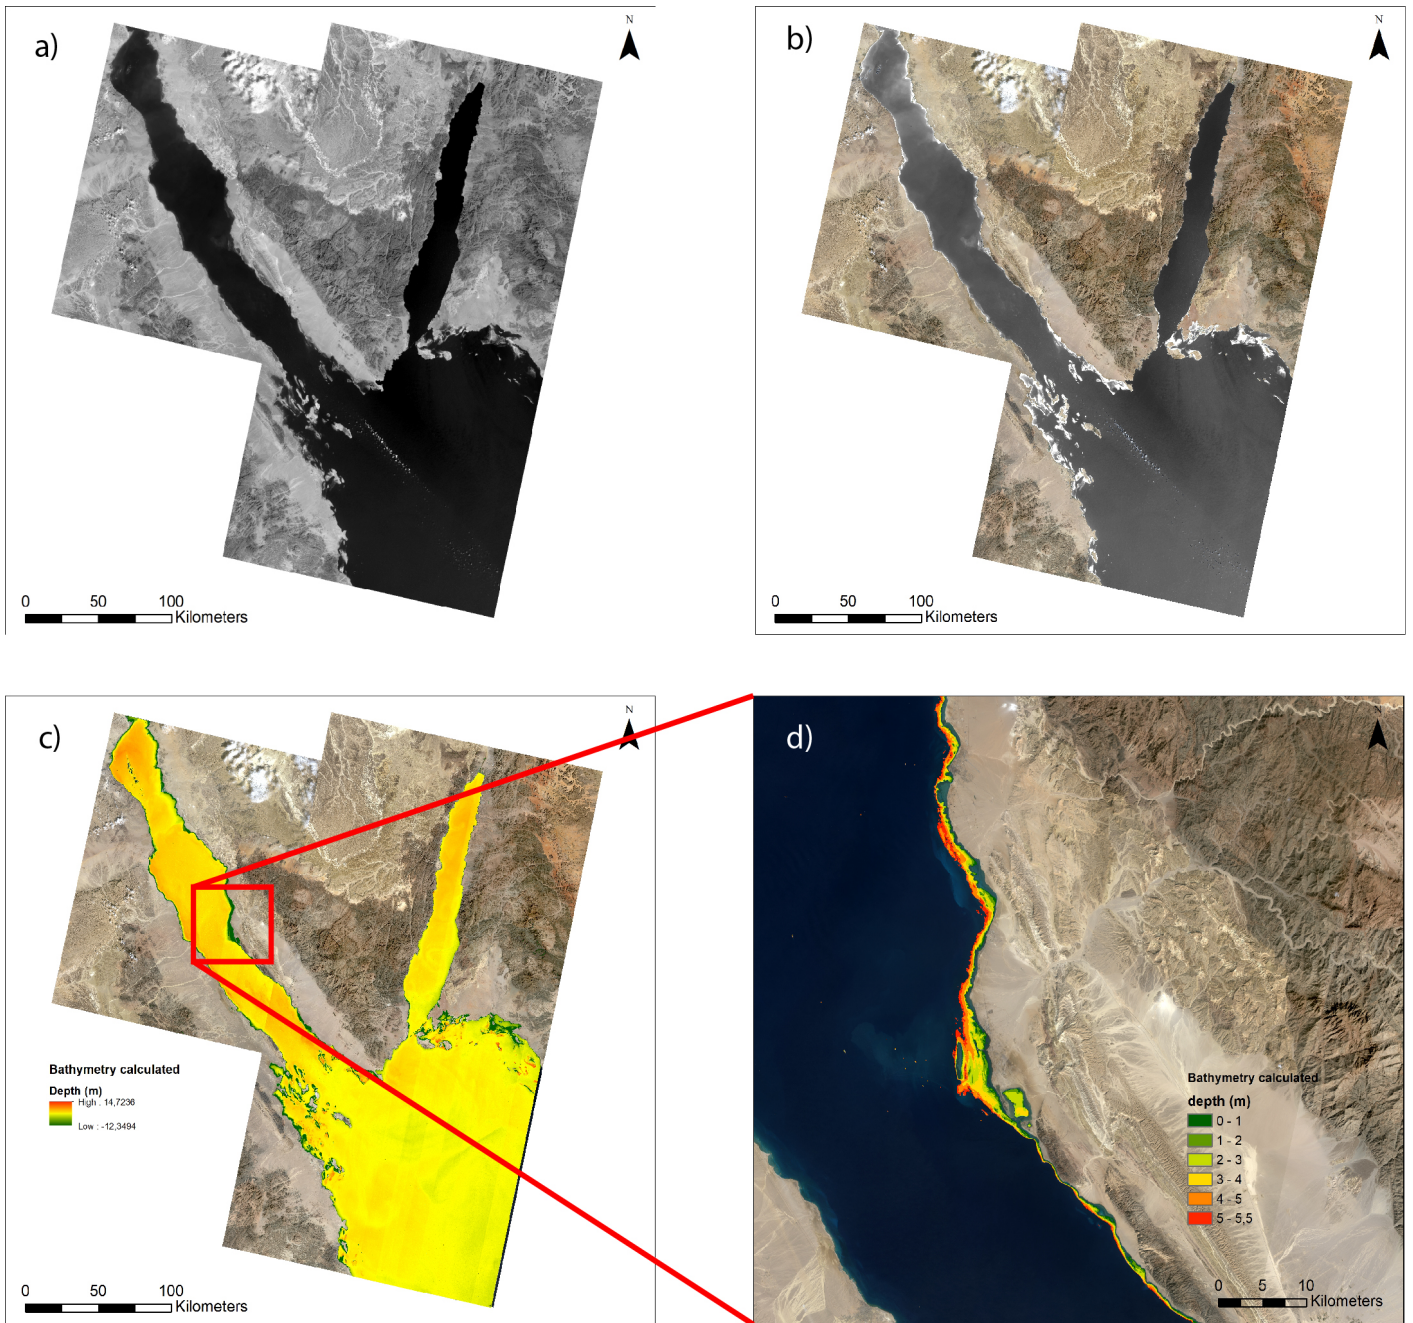 a)
N
0 50 100
Kilometers
b)
N
0 50 100
Kilometers
c)
N
Bathymetry calculated
Depth (m)
High : 14,7236
Low : -12,3494
0 50 100
Kilometers
d)
N
Bathymetry calculated
depth (m)
0 - 1
1 - 2
2 - 3
3 - 4
4 - 5
5 - 5,5
0 5 10
Kilometers